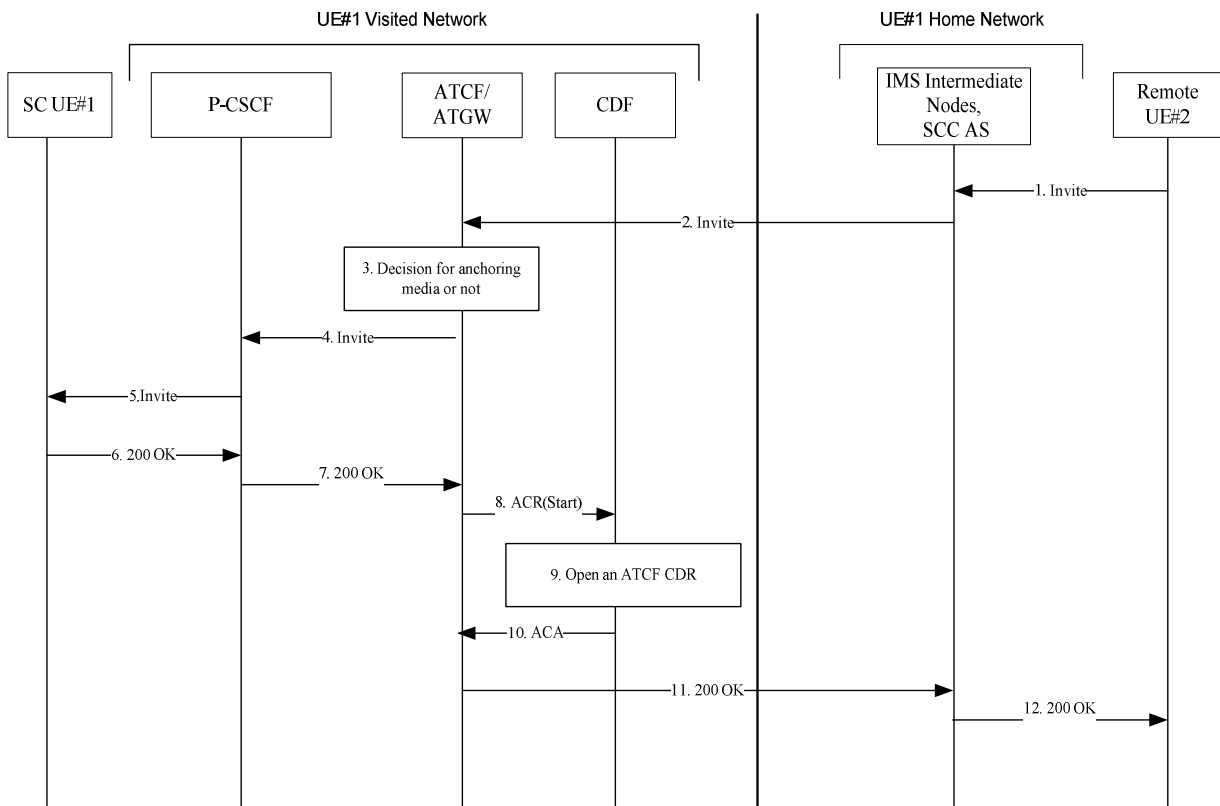 UE#1 Visited Network
UE#1 Home Network
SC UE#1
P-CSCF
ATCF/
ATGW
CDF
IMS Intermediate
Nodes,
SCC AS
Remote
UE#2
1. Invite
2. Invite
3. Decision for anchoring
media or not
4. Invite
5.Invite
6. 200 OK
7. 200 OK
8. ACR(Start)
9. Open an ATCF CDR
10. ACA
11. 200 OK
12. 200 OK